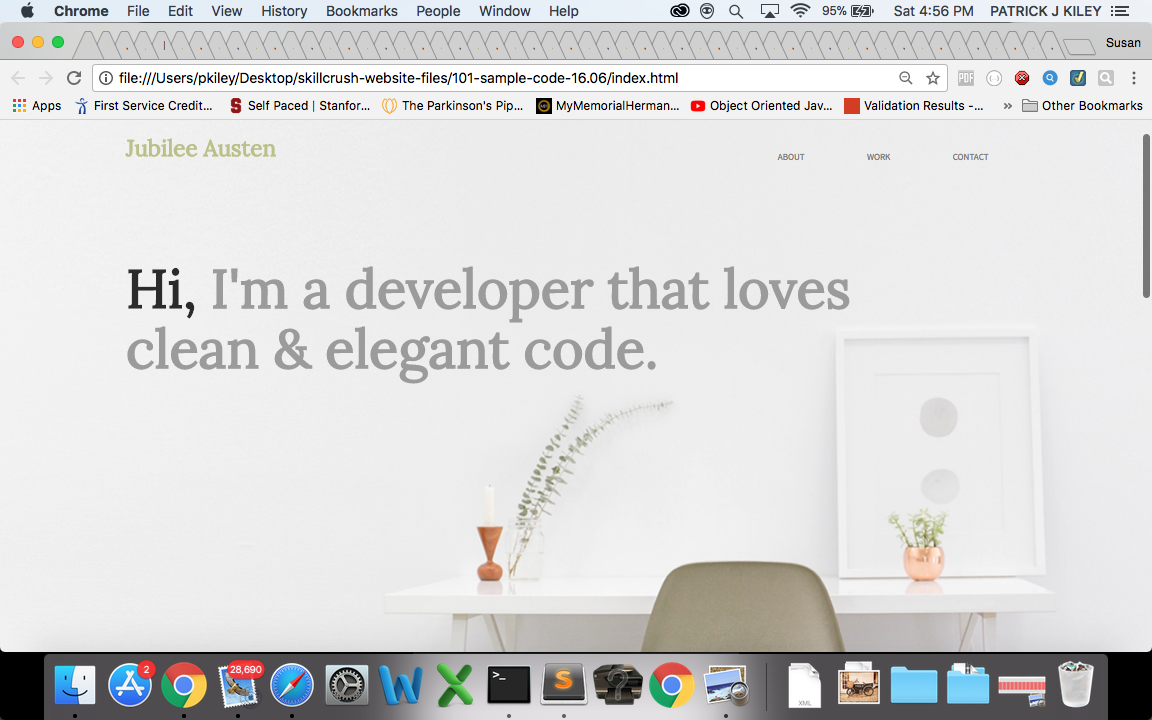 Chrome File Edit View History Bookmarks People Window Help 95% Sat 4:56 PM PATRICK J KILEY
Susan
file:///Users/pkiley/Desktop/skillcrush-website-files/101-sample-code-16.06/index.html PDF
Apps First Service Credit... Self Paced | Stanfor... The Parkinson's Pip... MyMemorialHerman... Object Oriented Jav... Validation Results -... » Other Bookmarks
Jubilee Austen
ABOUT WORK CONTACT
Hi, I'm a developer that loves
clean & elegant code.
2 28,690
>_ S ?
XML